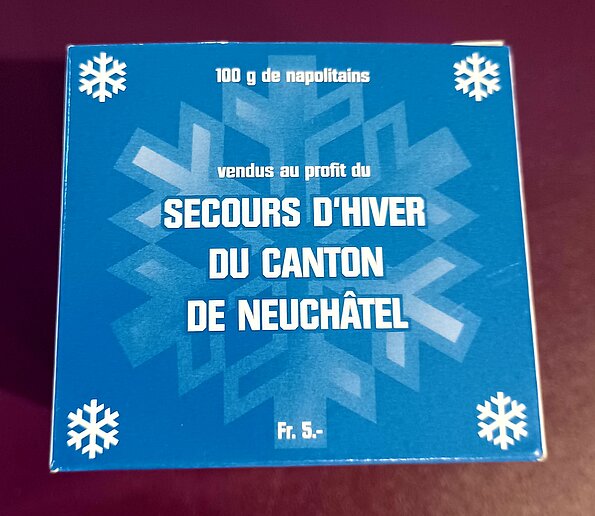 100 g de napolitains
vendus au profit du
SECOURS D'HIVER
DU CANTON
DE NEUCHÂTEL
Fr. 5.-